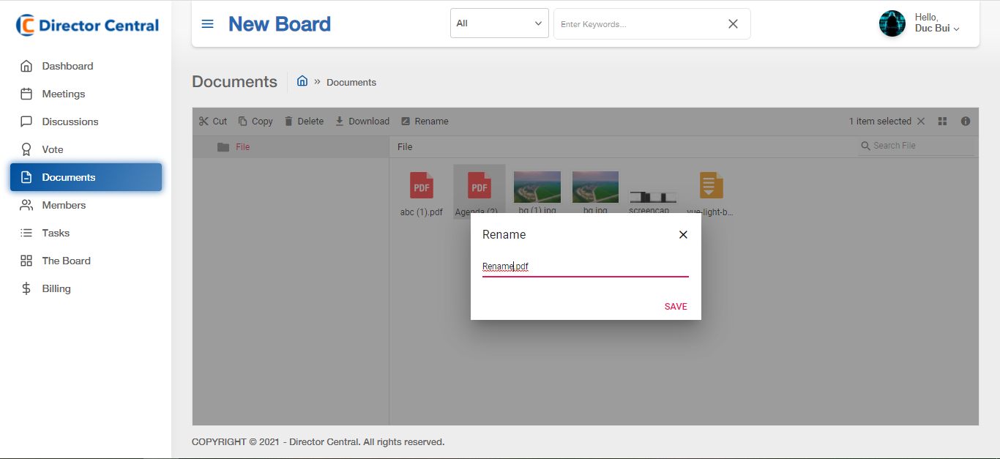 Director Central
Dashboard
Meetings
Discussions
Vote
Documents
Members
Tasks
The Board
Billing
New Board
All
Enter Keywords...
Hello,
Duc Bui
Documents » Documents
Cut Copy Delete Download Rename
1 item selected
File
File
Search File
PDF PDF
abc (1).pdf Agenda (2) bg (1).jpg bg.jpg screencap... vue-light-b...
Rename
Rename.pdf
SAVE
COPYRIGHT © 2021 - Director Central. All rights reserved.